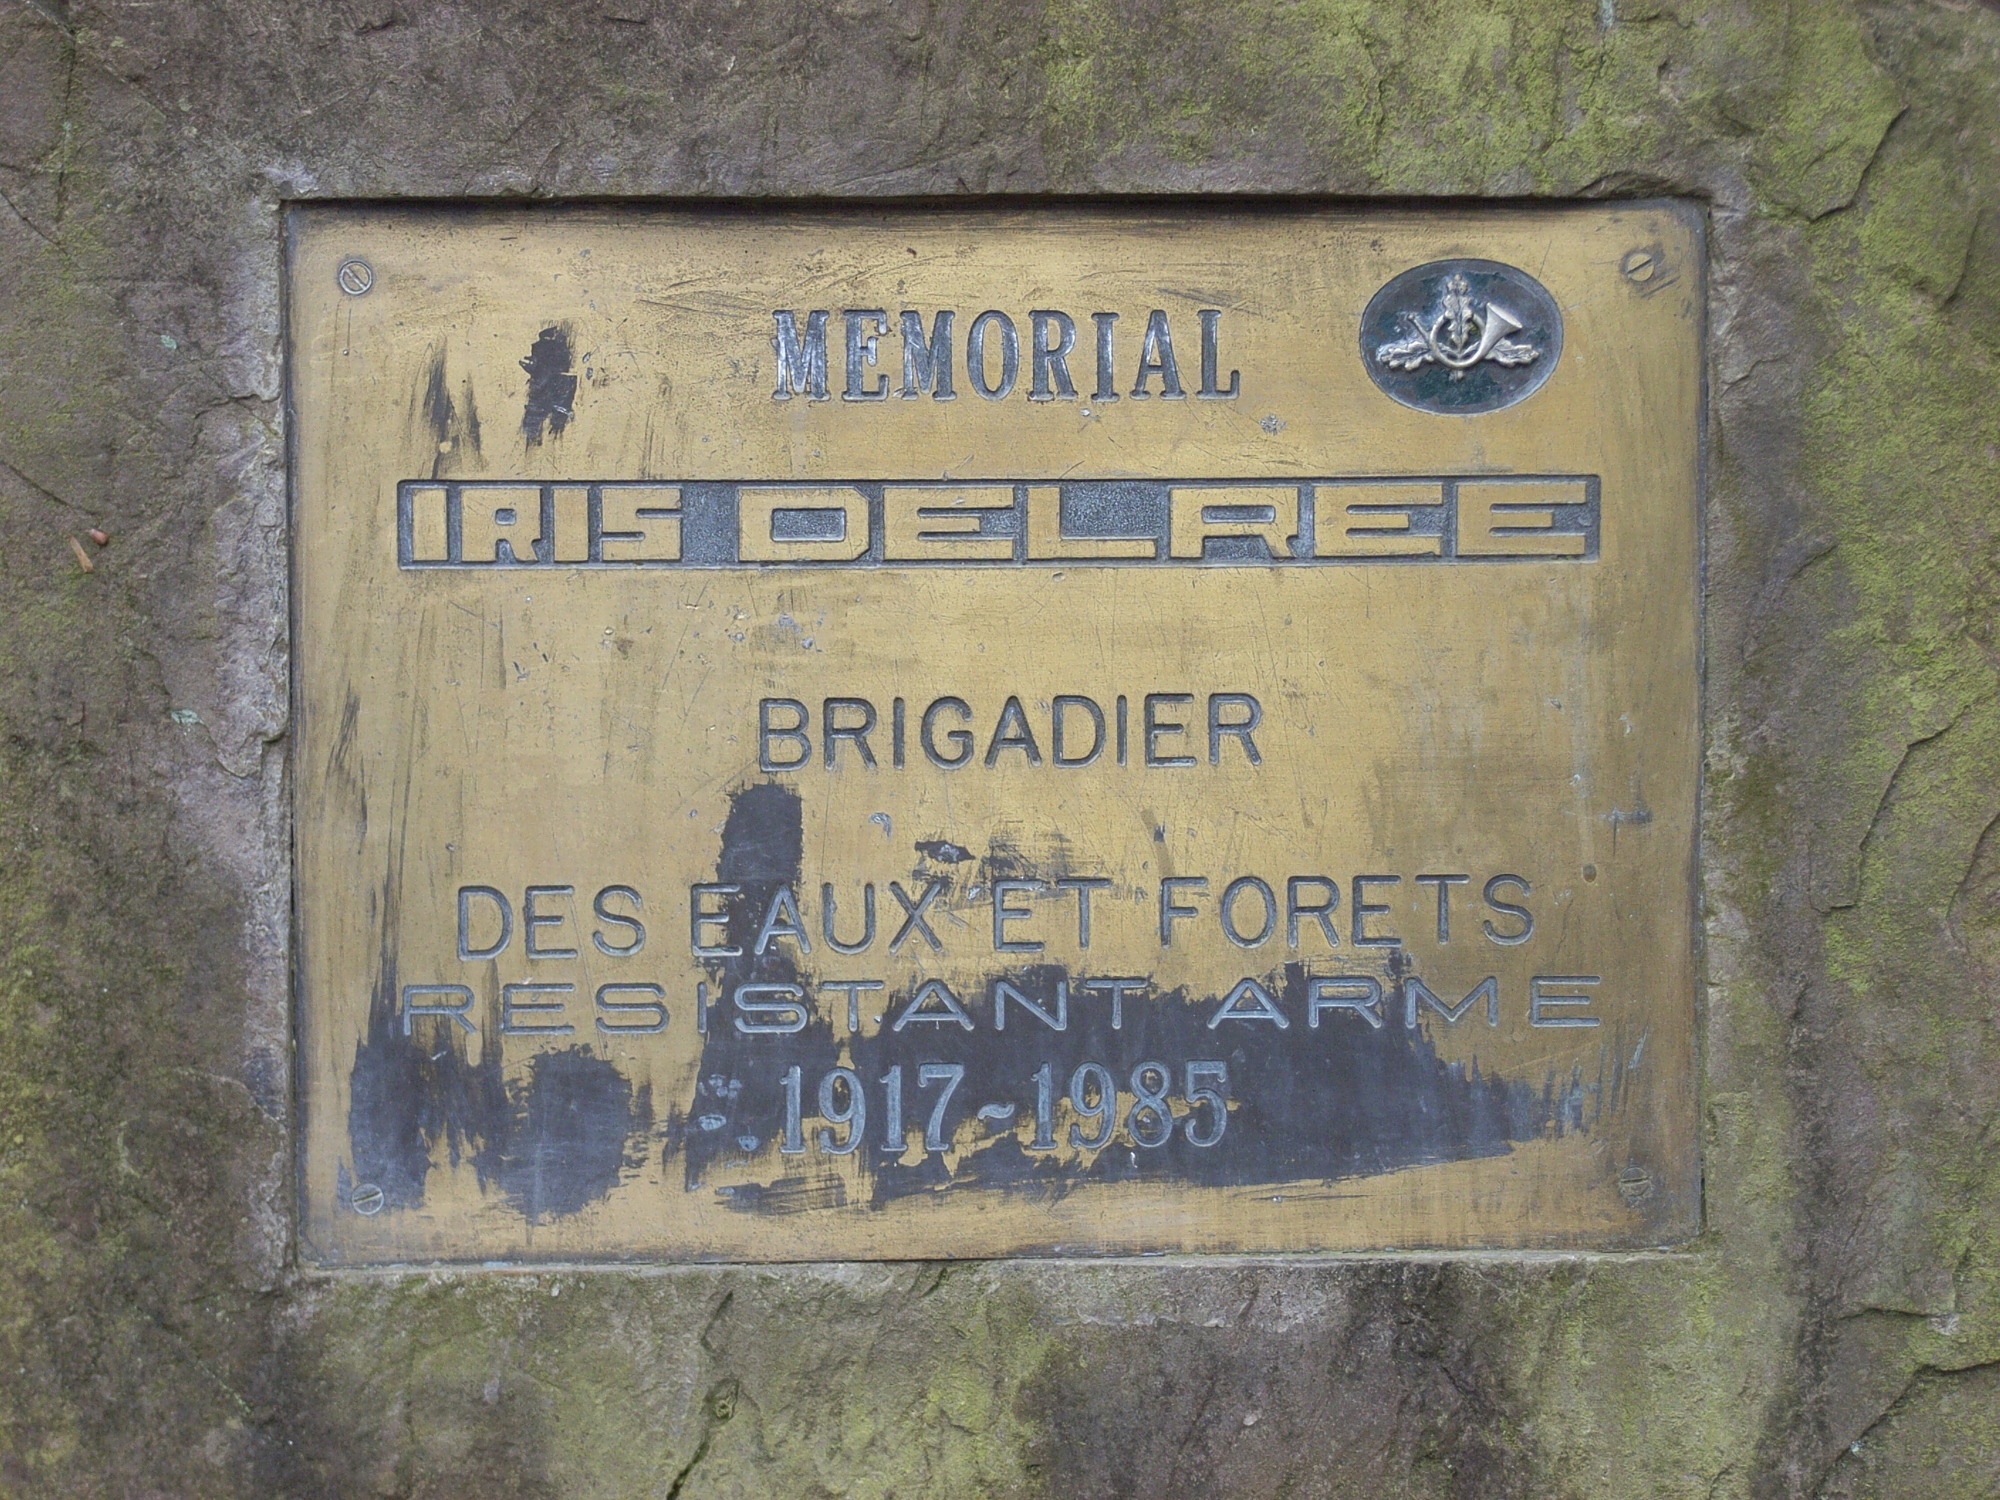 MEMORIAL
IRIS DELREE
BRIGADIER
DES EAUX ET FORETS
RESISTANT ARME
1917-1985